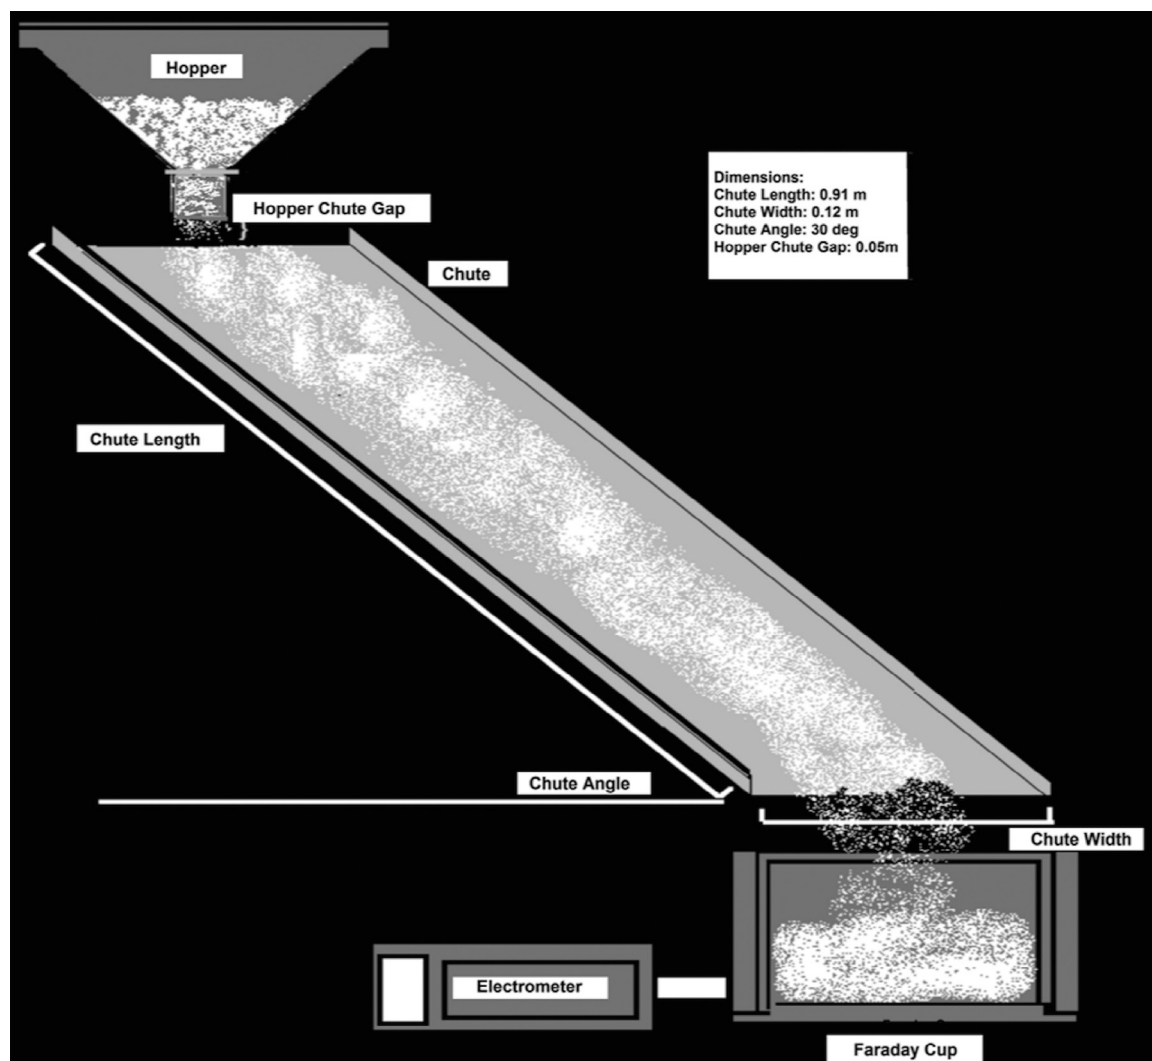 Hopper
Dimensions:
Chute Length: 0.91 m
Chute Width: 0.12 m
Chute Angle: 30 deg
Hopper Chute Gap: 0.05m
Hopper Chute Gap
Chute
Chute Length
Chute Angle
Chute Width
Electrometer
Faraday Cup